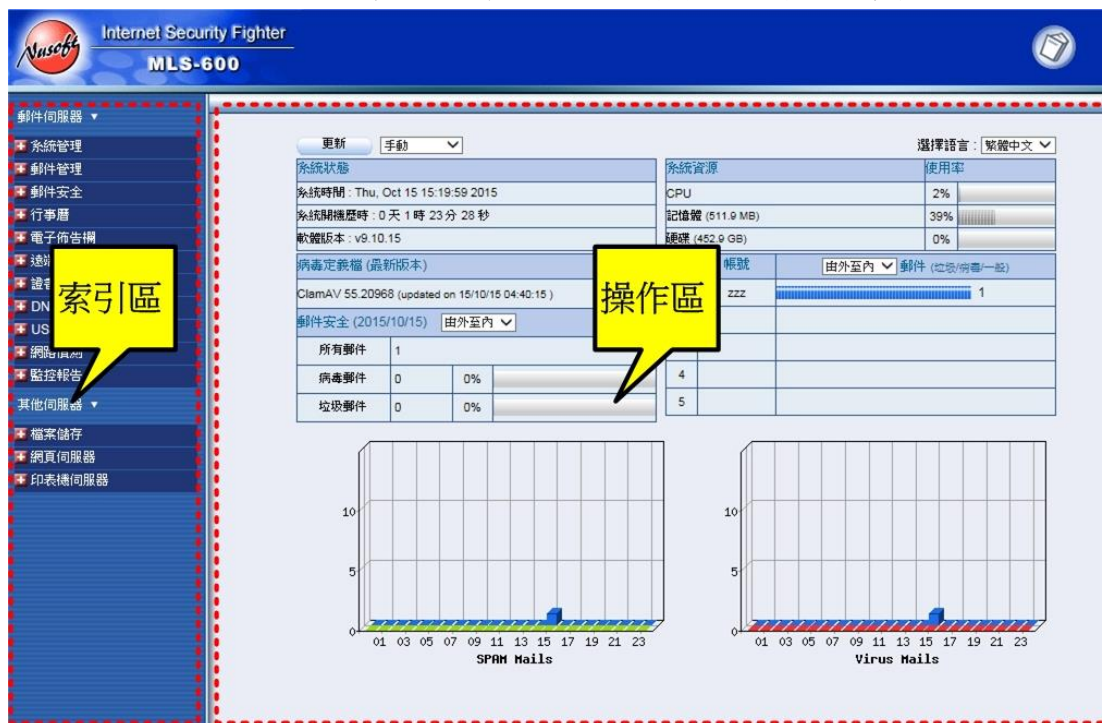 Nusoft
Internet Security Fighter
MLS-600
郵件伺服器 ▼
系統管理
郵件管理
郵件安全
行事曆
電子佈告欄
DN
US
監控報告
其他伺服器 ▼
檔案儲存
網頁伺服器
印表機伺服器
索引區
更新 手動
選擇語言 : 繁體中文
系統狀態
系統時間 : Thu, Oct 15 15:19:59 2015
系統開機歷時 : 0 天 1 時 23 分 28 秒
軟體版本 : v9.10.15
系統資源 使用率
CPU 2%
記憶體 (511.9 MB) 39%
硬碟 (452.9 GB) 0%
病毒定義檔 (最新版本)
ClamAV 55.20968 (updated on 15/10/15 04:40:15 )
郵件安全 (2015/10/15) 由外至內
所有郵件 1
病毒郵件 0 0%
垃圾郵件 0 0%
帳號 由外至內 郵件 (垃圾/病毒/一般)
zzz 1
4
5
操作區
10
5
0
01 03 05 07 09 11 13 15 17 19 21 23
SPAM Mails
10
5
0
01 03 05 07 09 11 13 15 17 19 21 23
Virus Mails